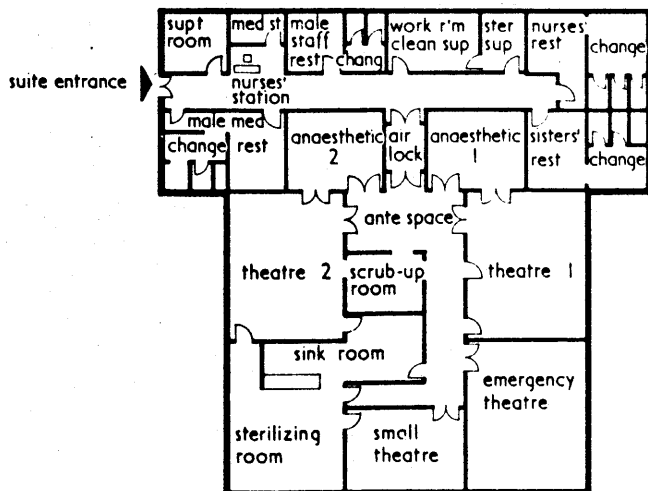 supt
room
med st
male
staff
rest
chang
work r'm
clean sup
ster
sup
nurses'
rest
change
suite entrance
nurses'
station
male med
rest
change
anaesthetic
2
air
lock
anaesthetic
1
sisters'
rest
change
ante space
theatre 2
scrub-up
room
theatre 1
sink room
emergency
theatre
sterilizing
room
small
theatre